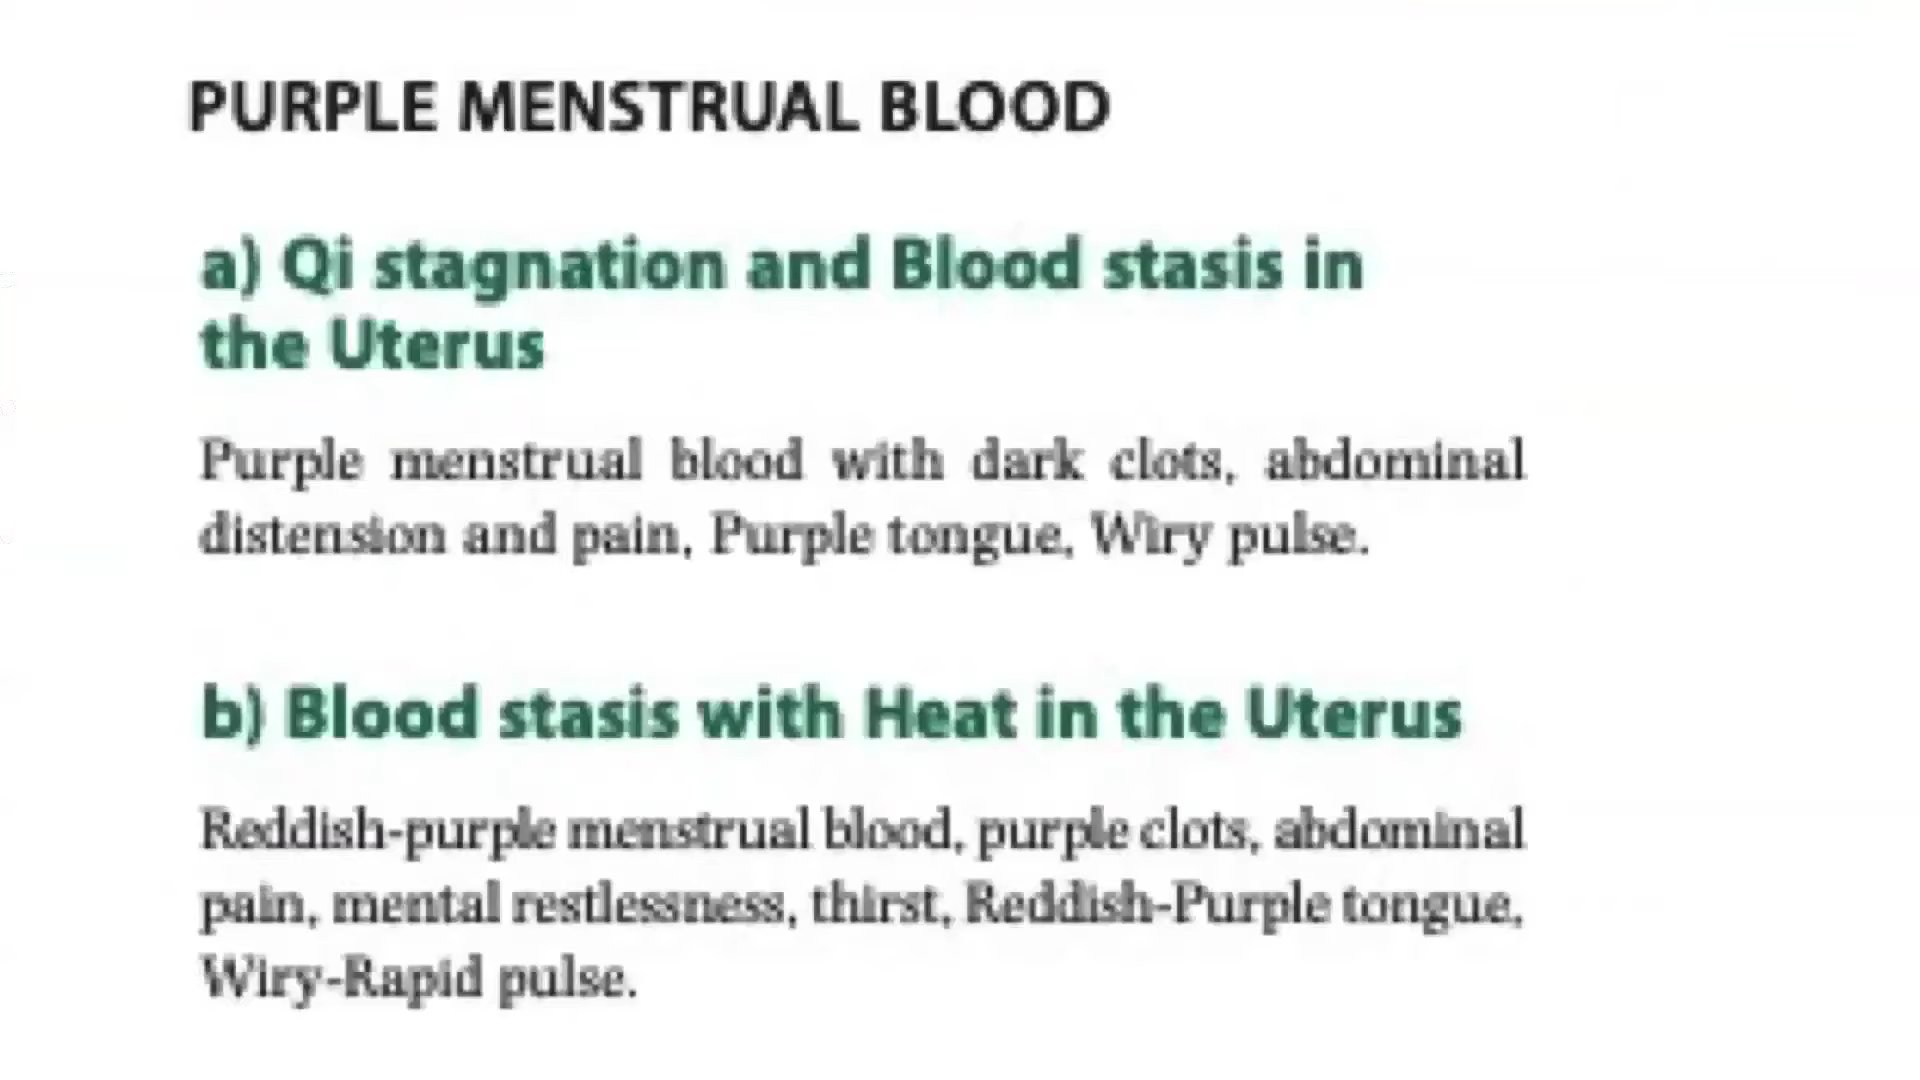 PURPLE MENSTRUAL BLOOD
a) Qi stagnation and Blood stasis in
the Uterus
Purple menstrual blood with dark clots, abdominal
distension and pain, Purple tongue, Wiry pulse.
b) Blood stasis with Heat in the Uterus
Reddish-purple menstrual blood, purple clots, abdominal
pain, mental restlessness, thirst, Reddish-Purple tongue,
Wiry-Rapid pulse.